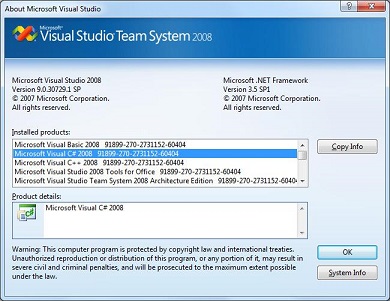 About Microsoft Visual Studio
Microsoft®
Visual Studio Team System 2008
Microsoft Visual Studio 2008
Version 9.0.30729.1 SP
© 2007 Microsoft Corporation.
All rights reserved.
Microsoft .NET Framework
Version 3.5 SP1
© 2007 Microsoft Corporation.
All rights reserved.
Installed products:
Microsoft Visual Basic 2008 91899-270-2731152-60404
Microsoft Visual C# 2008 91899-270-2731152-60404
Microsoft Visual C++ 2008 91899-270-2731152-60404
Microsoft Visual Studio 2008 Tools for Office 91899-270-2731152-60404
Microsoft Visual Studio Team System 2008 Architecture Edition 91899-270-2731152-60404
Copy Info
Product details:
Microsoft Visual C# 2008
Warning: This computer program is protected by copyright law and international treaties.
Unauthorized reproduction or distribution of this program, or any portion of it, may result in
severe civil and criminal penalties, and will be prosecuted to the maximum extent possible
under the law.
OK
System Info